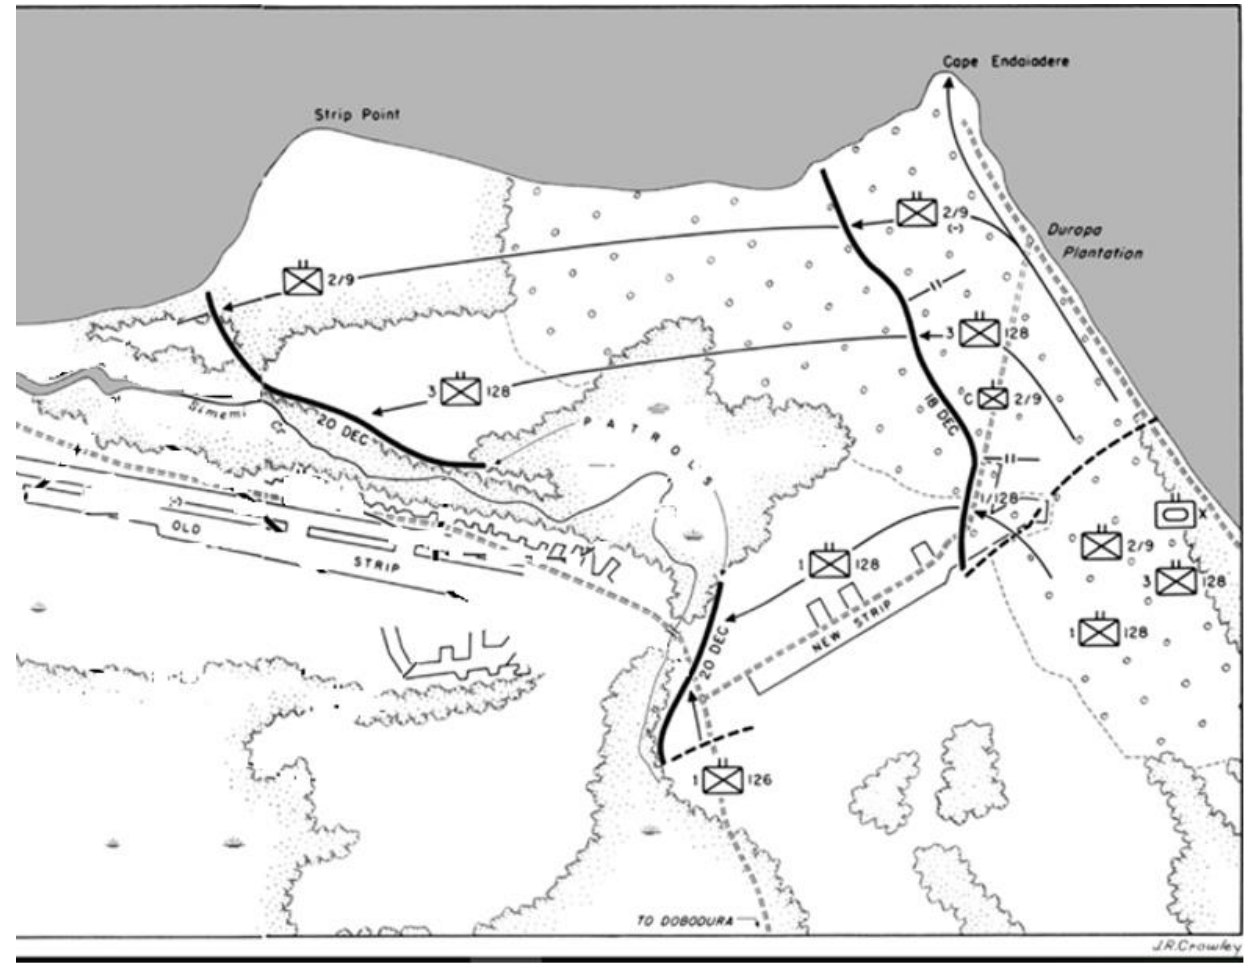 Cape Endaiadere
Strip Point
2/9
(-)
Duropa
Plantation
2/9
3 128
3 128
C 2/9
18 DEC
Simemi Cr
20 DEC
PATROLS
1/128
X
(-)
OLD
STRIP
1 128
2/9
3 128
NEW STRIP
1 128
20 DEC
1 126
TO DOBODURA
J.R.Crowley